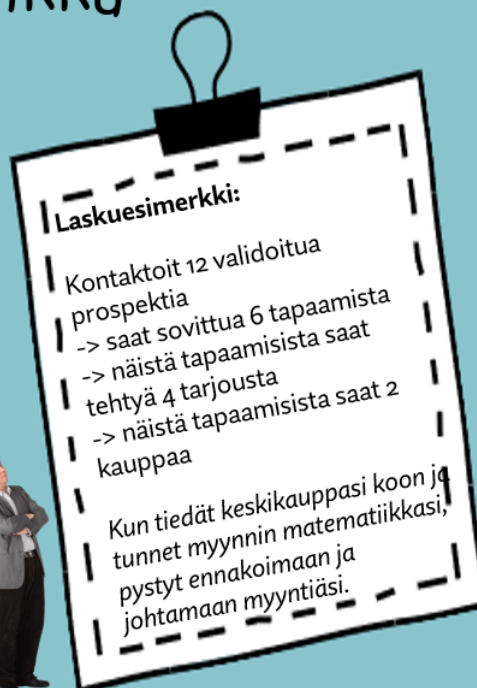 Laskuesimerkki:
Kontaktoit 12 validoitua
prospektia
-> saat sovittua 6 tapaamista
-> näistä tapaamisista saat
tehtyä 4 tarjousta
-> näistä tapaamisista saat 2
kauppaa
Kun tiedät keskikauppasi koon ja
tunnet myynnin matematiikkasi,
pystyt ennakoimaan ja
johtamaan myyntiäsi.